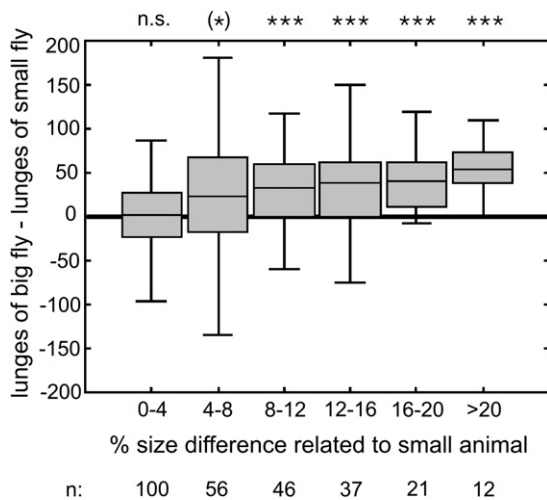 n.s. (*) *** *** *** ***
lunges of big fly - lunges of small fly
200
150
100
50
0
-50
-100
-150
-200
0-4 4-8 8-12 12-16 16-20 >20
% size difference related to small animal
n: 100 56 46 37 21 12